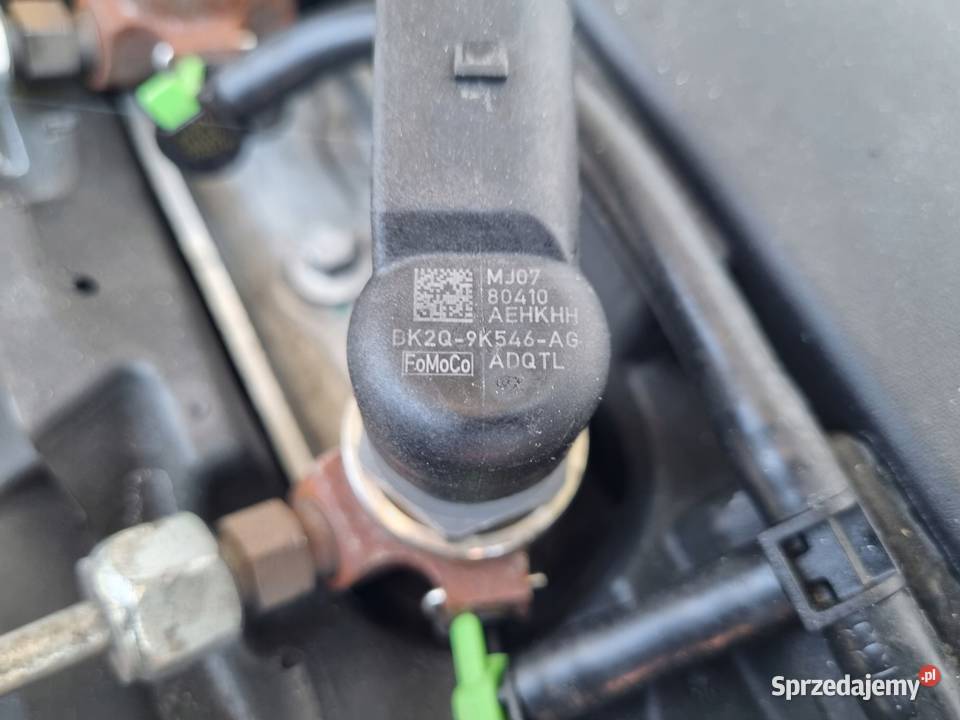 MJ07
80410
AEHKHH
BK2Q-9K546-AG
FoMoCo ADQTL
Sprzedajemy.pl